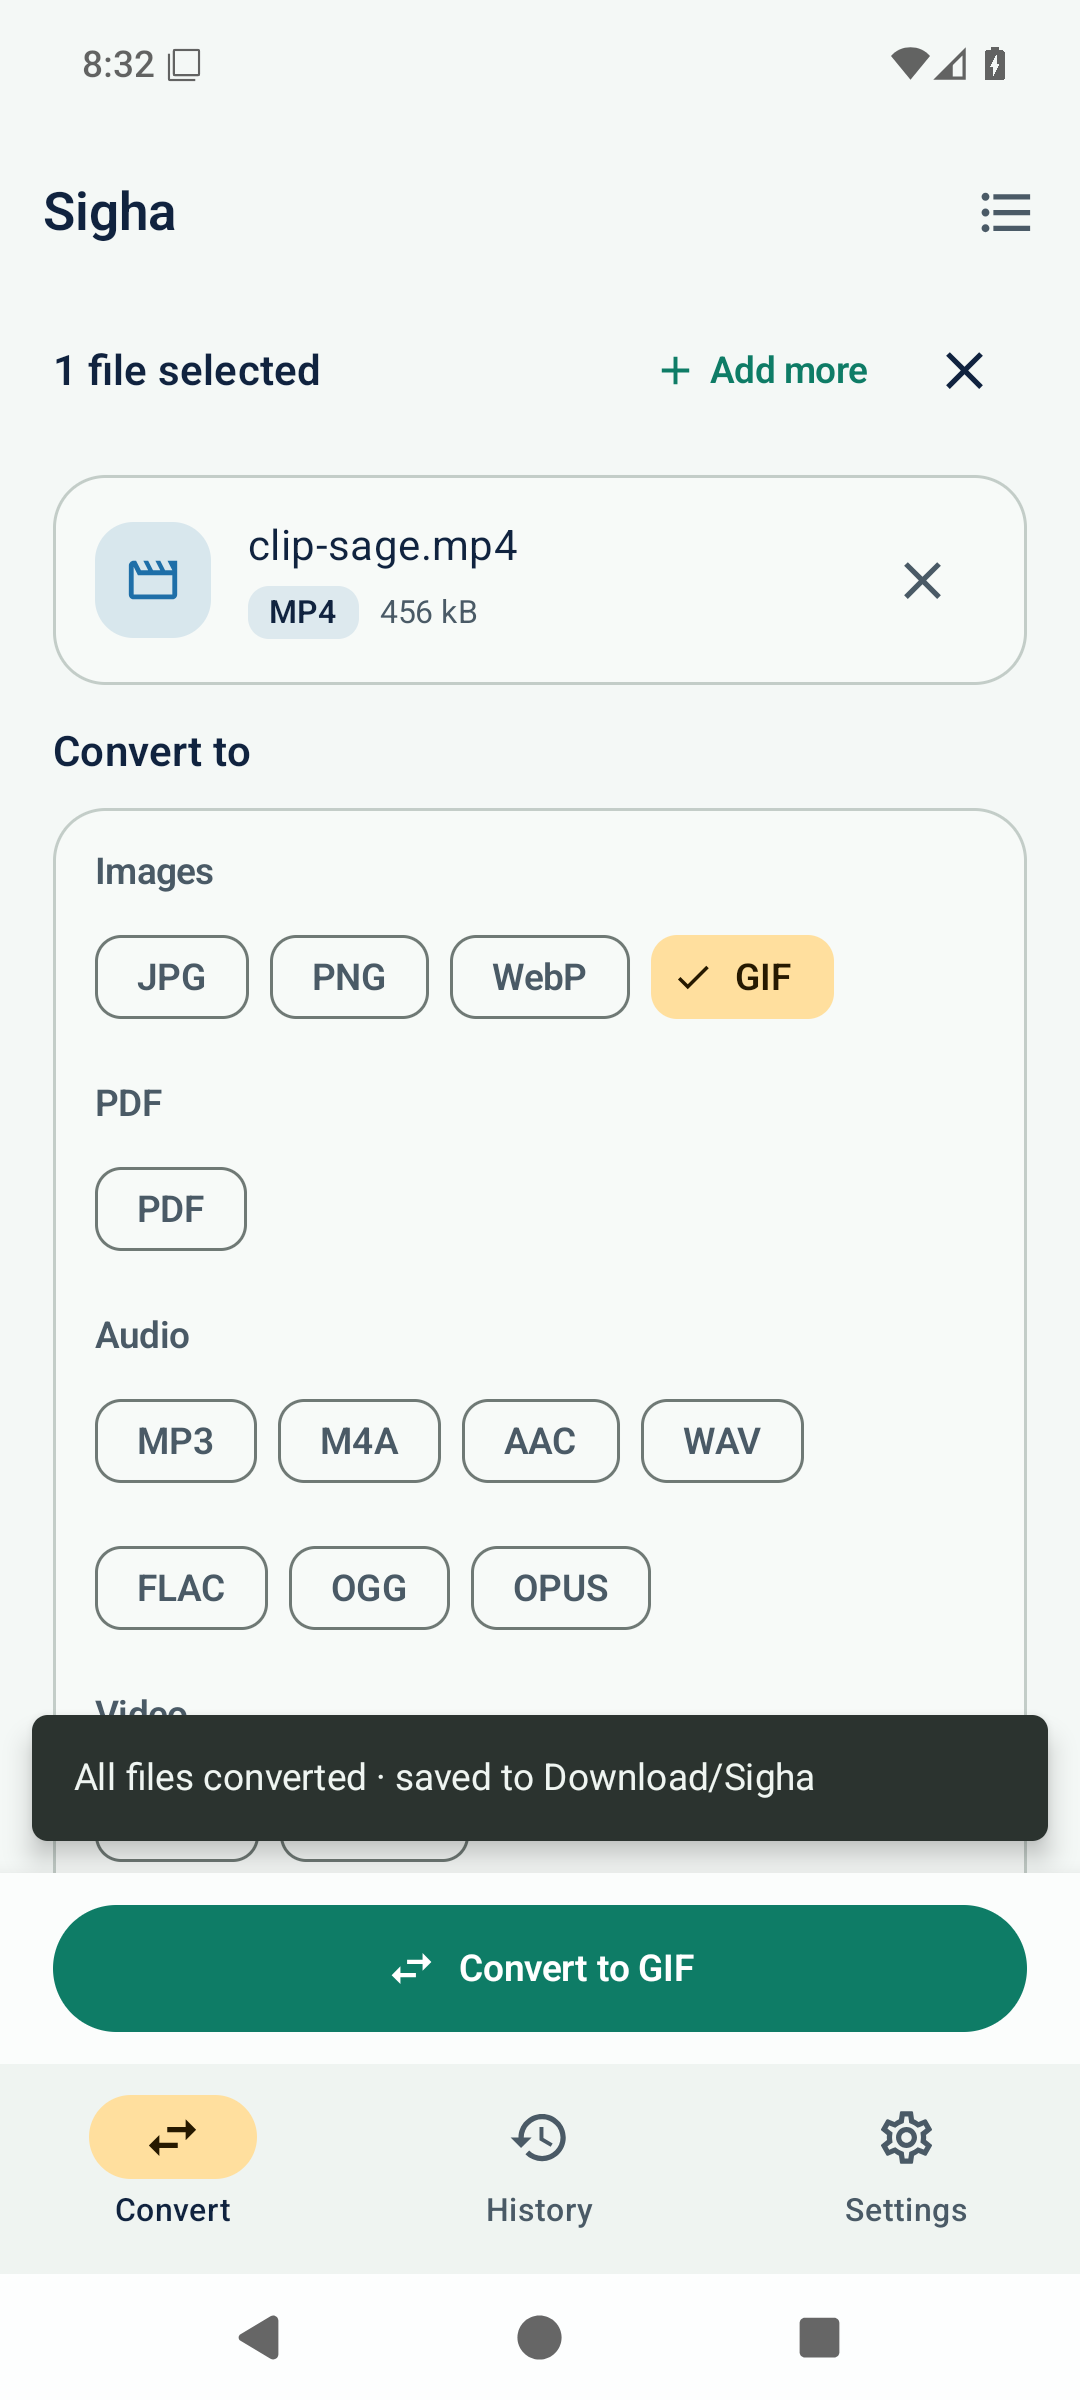 8:32
Sigha
1 file selected
Add more
clip-sage.mp4
MP4 456 kB
Convert to
Images
JPG PNG WebP GIF
PDF
PDF
Audio
MP3 M4A AAC WAV
FLAC OGG OPUS
Video
All files converted · saved to Download/Sigha
Convert to GIF
Convert History Settings